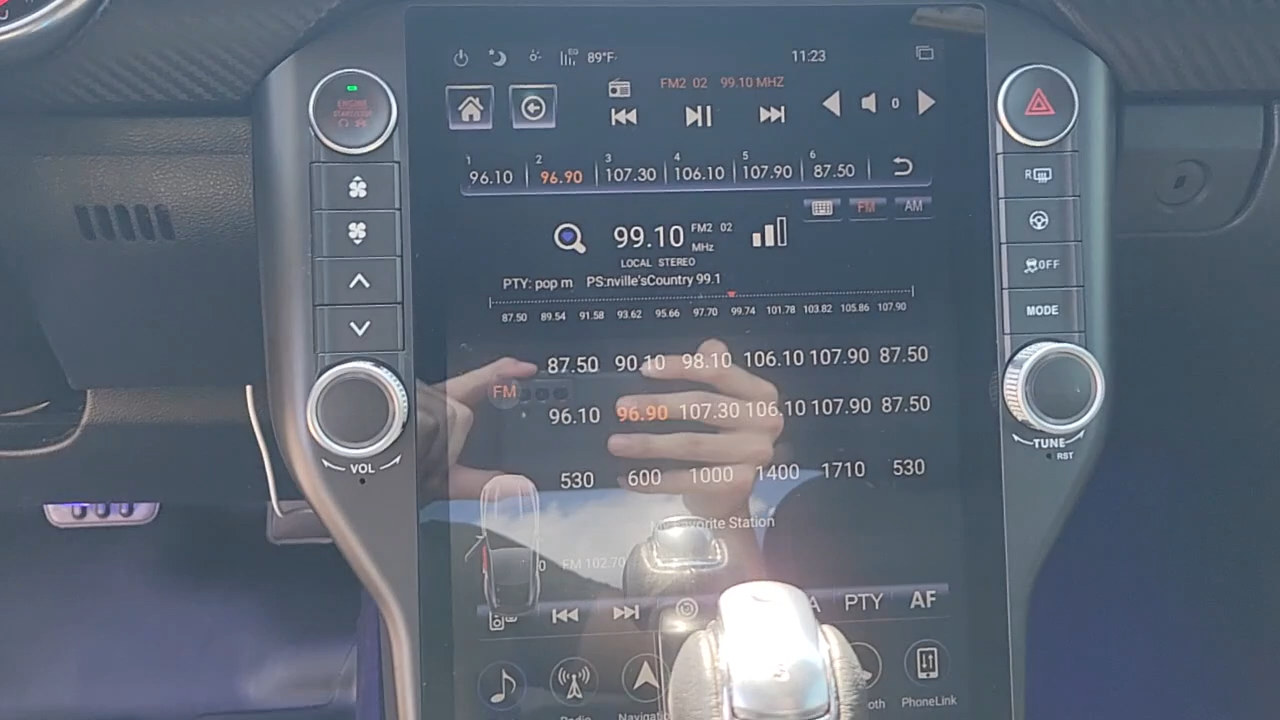 EQ 89°F 11:23
FM2 02 99.10 MHZ
0
ENGINE
START/STOP
1 2 3 4 5 6
96.10 96.90 107.30 106.10 107.90 87.50
R
FM AM
99.10 FM2 02
MHz
LOCAL STEREO
OFF
PTY: pop m PS:nville'sCountry 99.1
87.50 89.54 91.58 93.62 95.66 97.70 99.74 101.78 103.82 105.86 107.90
MODE
87.50 90.10 98.10 106.10 107.90 87.50
FM
96.10 96.90 107.30 106.10 107.90 87.50
VOL
TUNE
RST
530 600 1000 1400 1710 530
My Favorite Station
0 FM 102.70
A PTY AF
Radio Navigatio oth PhoneLink